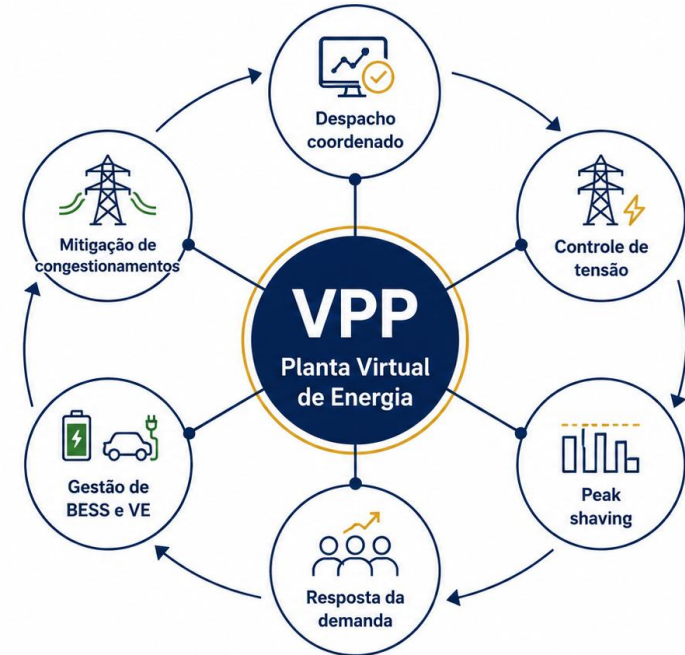 Despacho
coordenado
Controle de
tensão
Peak
shaving
Resposta da
demanda
Gestão de
BESS e VE
Mitigação de
congestionamentos
VPP
Planta Virtual
de Energia